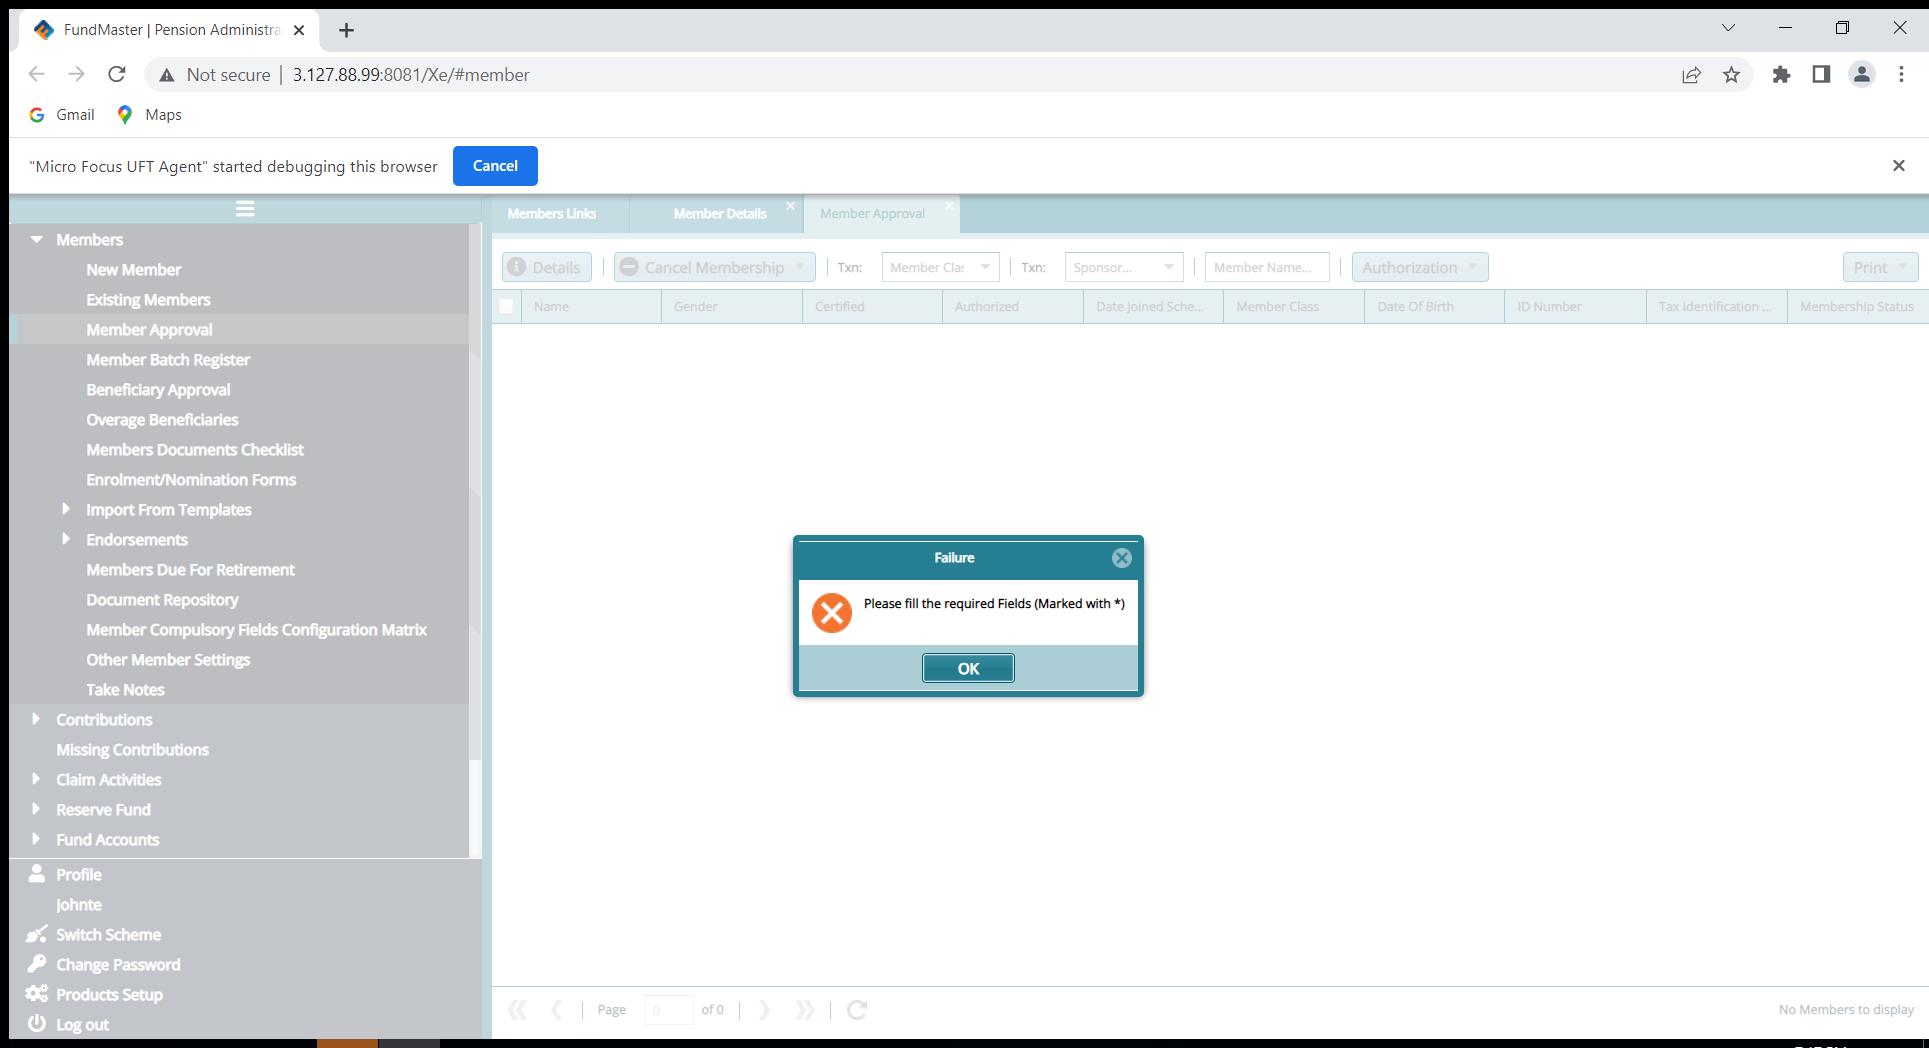 FundMaster | Pension Administra
Not secure | 3.127.88.99:8081/Xe/#member
Gmail
Maps
"Micro Focus UFT Agent" started debugging this browser
Cancel
Members
New Member
Existing Members
Member Approval
Member Batch Register
Beneficiary Approval
Overage Beneficiaries
Members Documents Checklist
Enrolment/Nomination Forms
Import From Templates
Endorsements
Members Due For Retirement
Document Repository
Member Compulsory Fields Configuration Matrix
Other Member Settings
Take Notes
Contributions
Missing Contributions
Claim Activities
Reserve Fund
Fund Accounts
Profile
Johnte
Switch Scheme
Change Password
Products Setup
Log out
Members Links
Member Details
Member Approval
Details
Cancel Membership
Txn:
Member Clas
Txn:
Sponsor...
Member Name...
Authorization
Print
Name
Gender
Certified
Authorized
Date Joined Sche...
Member Class
Date Of Birth
ID Number
Tax Identification ...
Membership Status
Failure
Please fill the required Fields (Marked with *)
OK
Page 0 of 0
No Members to display